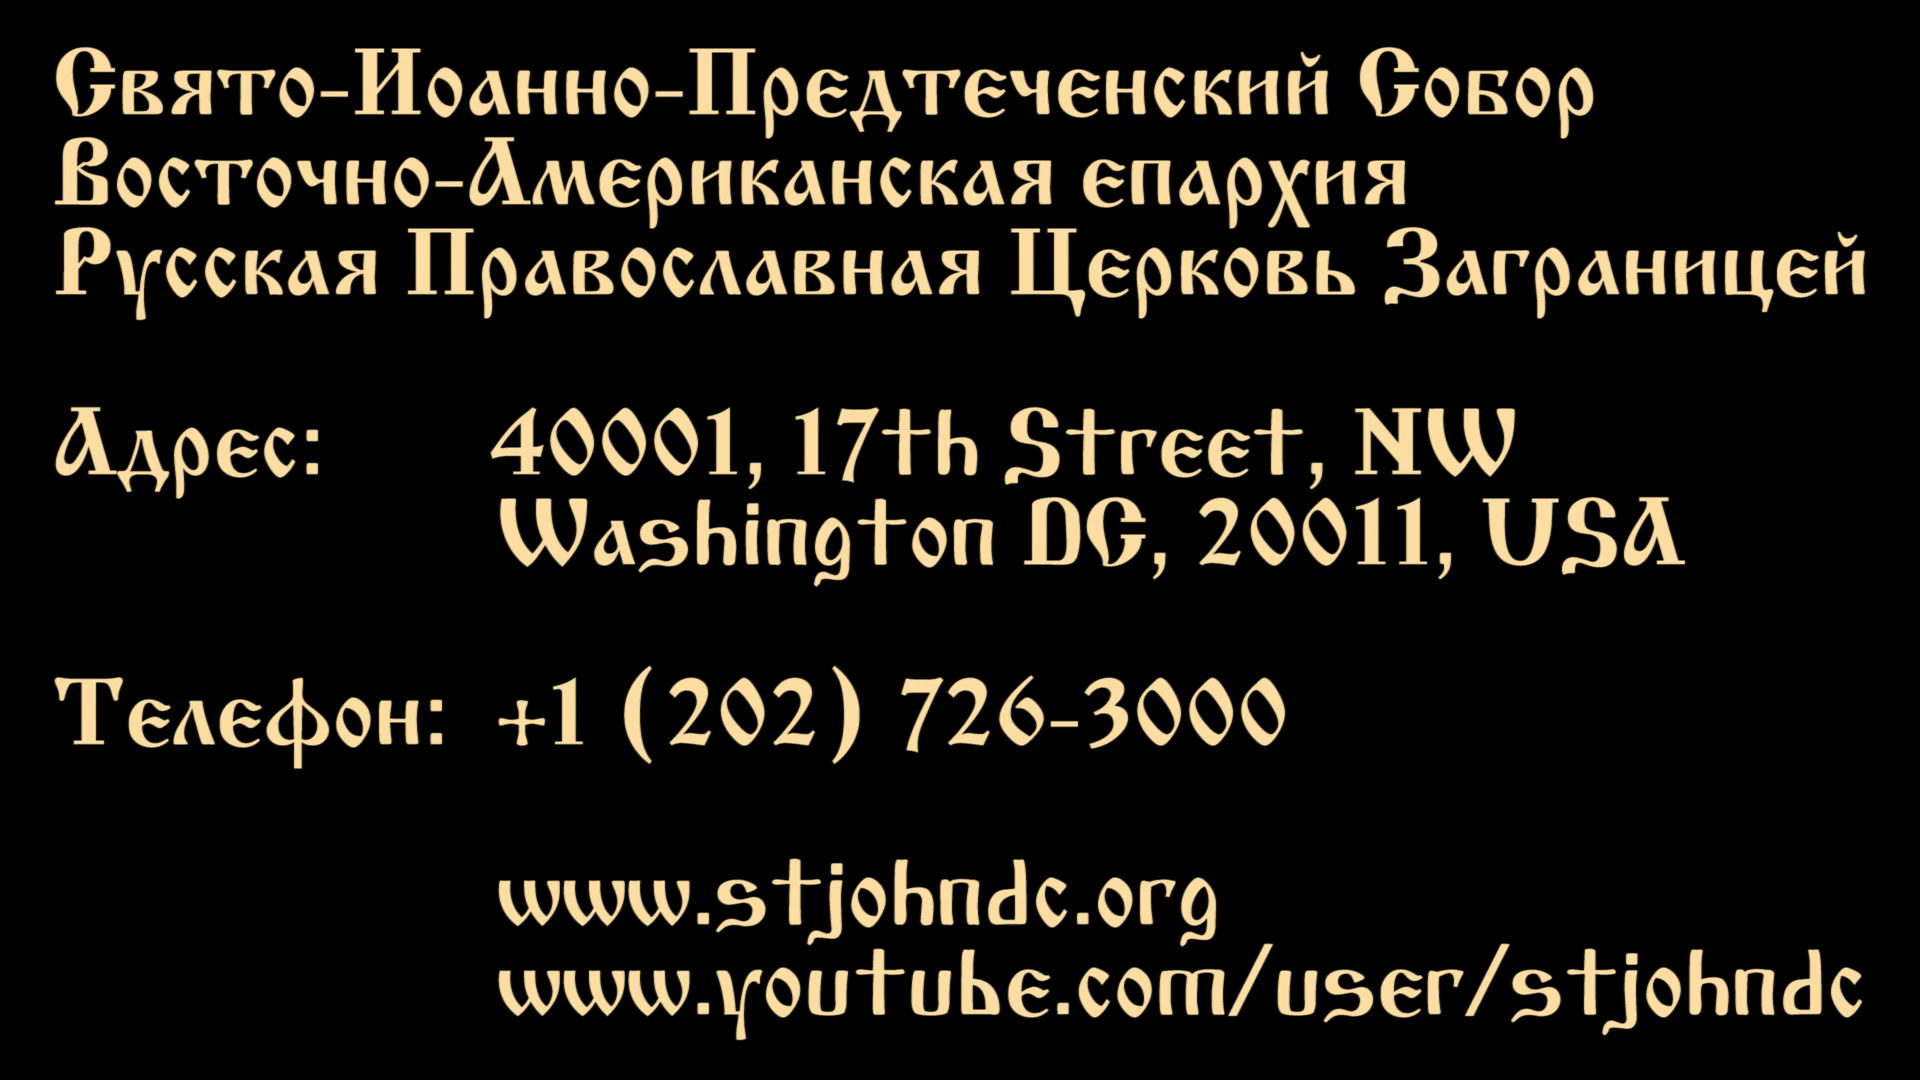 Свято-Иоанно-Предтеченский Собор
Восточно-Американская епархия
Русская Православная Церковь Заграницей
Адрес: 40001, 17th Street, NW
Washington DC, 20011, USA
Телефон: +1 (202) 726-3000
www.stjohndc.org
www.youtube.com/user/stjohndc